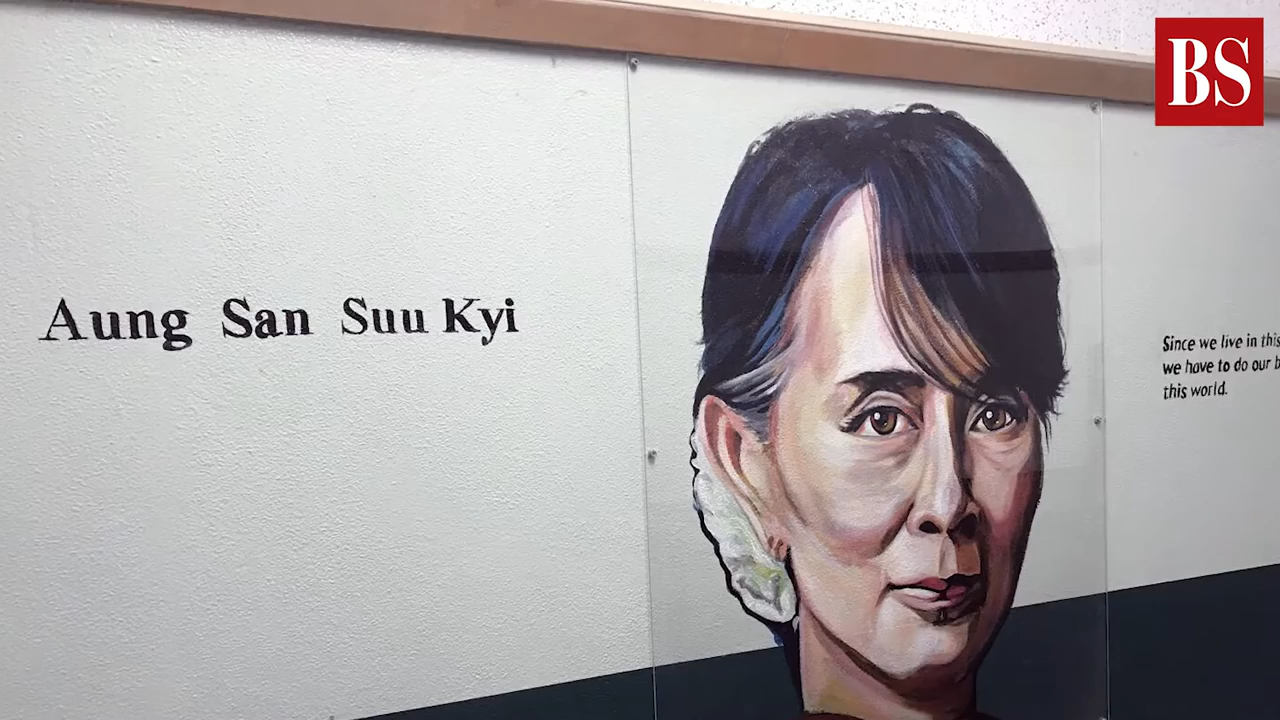 BS
Aung San Suu Kyi
Since we live in this
we have to do our
this world.